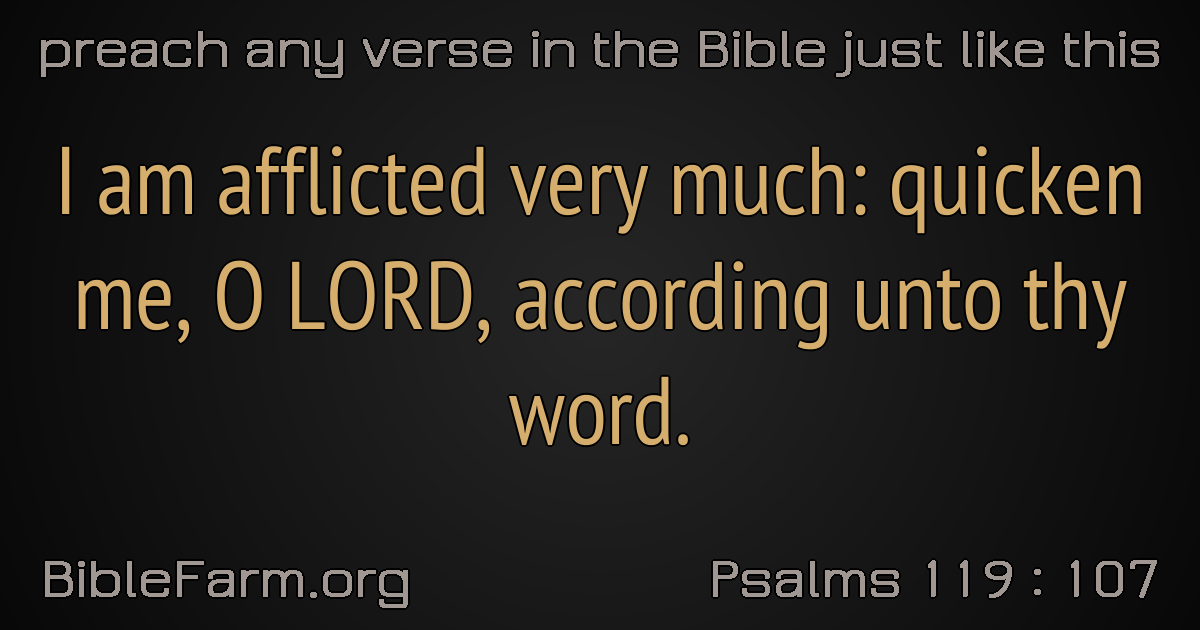 preach any verse in the Bible just like this
I am afflicted very much: quicken
me, O LORD, according unto thy
word.
BibleFarm.org
Psalms 119 : 107